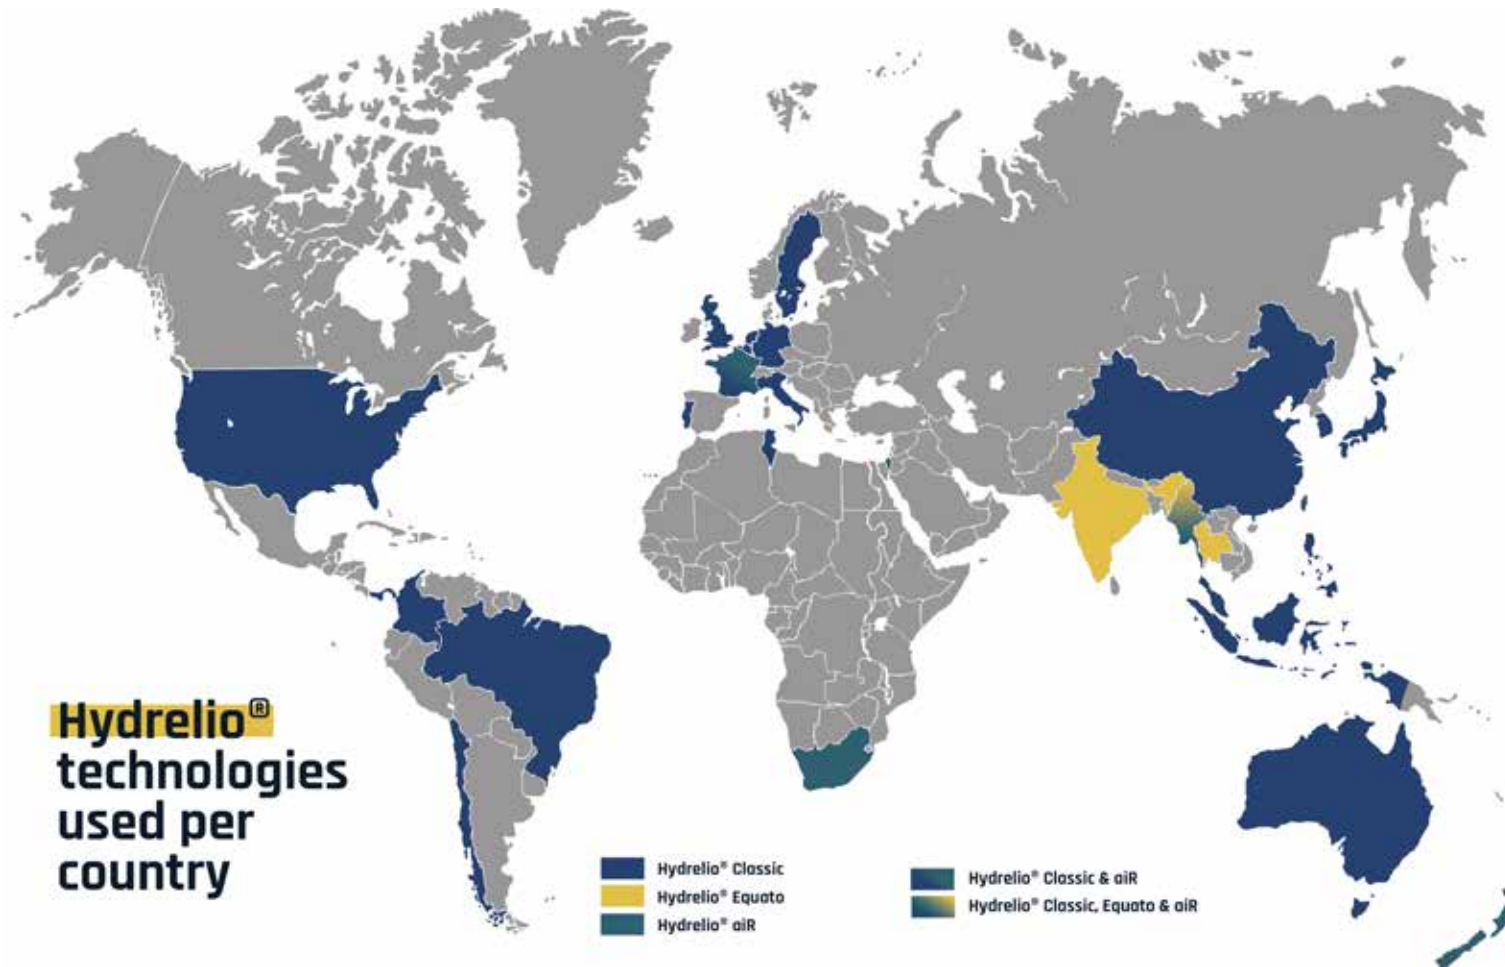 Hydrelio®
technologies
used per
country
Hydrelio® Classic
Hydrelio® Equato
Hydrelio® aiR
Hydrelio® Classic & aiR
Hydrelio® Classic, Equato & aiR